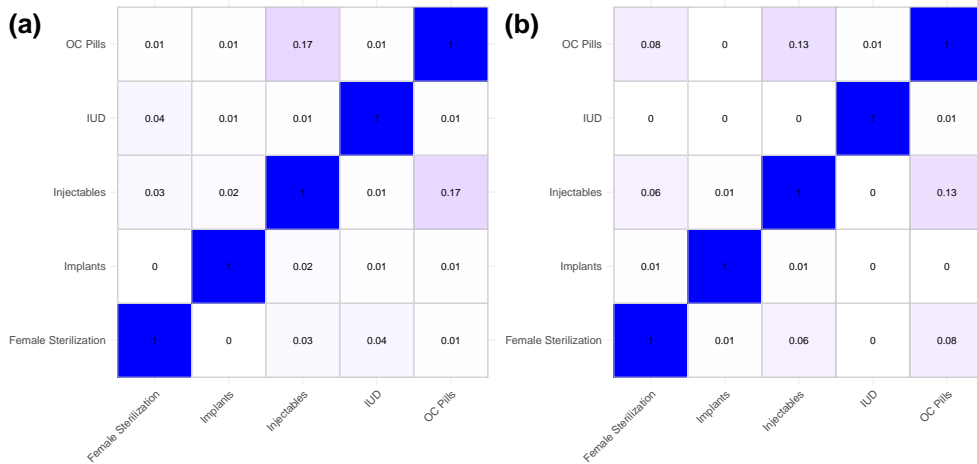 (a)
OC Pills 0.01 0.01 0.17 0.01 1
IUD 0.04 0.01 0.01 1 0.01
Injectables 0.03 0.02 1 0.01 0.17
Implants 0 1 0.02 0.01 0.01
Female Sterilization 1 0 0.03 0.04 0.01
Female Sterilization Implants Injectables IUD OC Pills
(b)
OC Pills 0.08 0 0.13 0.01 1
IUD 0 0 0 1 0.01
Injectables 0.06 0.01 1 0 0.13
Implants 0.01 1 0.01 0 0
Female Sterilization 1 0.01 0.06 0 0.08
Female Sterilization Implants Injectables IUD OC Pills